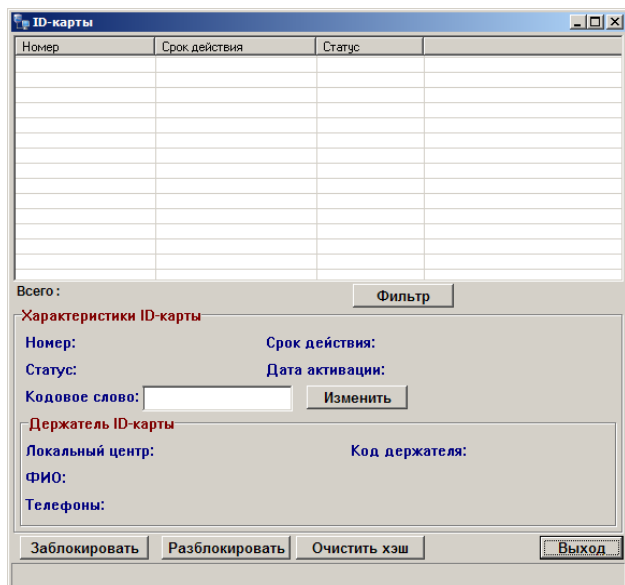 ID-карты
Номер Срок действия Статус
Всего :
Фильтр
Характеристики ID-карты
Номер: Срок действия:
Статус: Дата активации:
Кодовое слово: Изменить
Держатель ID-карты
Локальный центр: Код держателя:
ФИО:
Телефоны:
Заблокировать Разблокировать Очистить хэш Выход